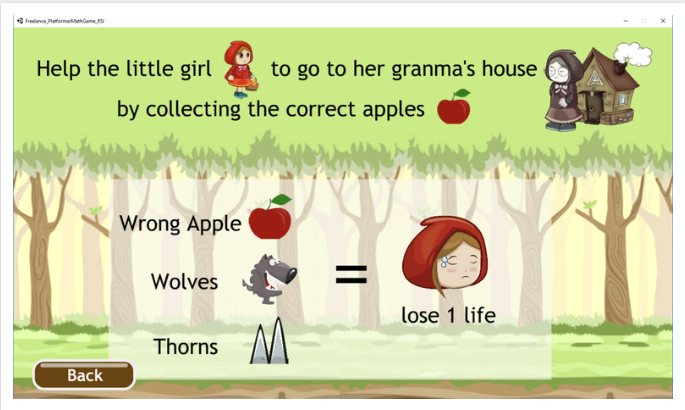 Freelance_PlatformerMathGame_RSI
Help the little girl to go to her granma's house
by collecting the correct apples
Wrong Apple
Wolves
=
lose 1 life
Thorns
Back